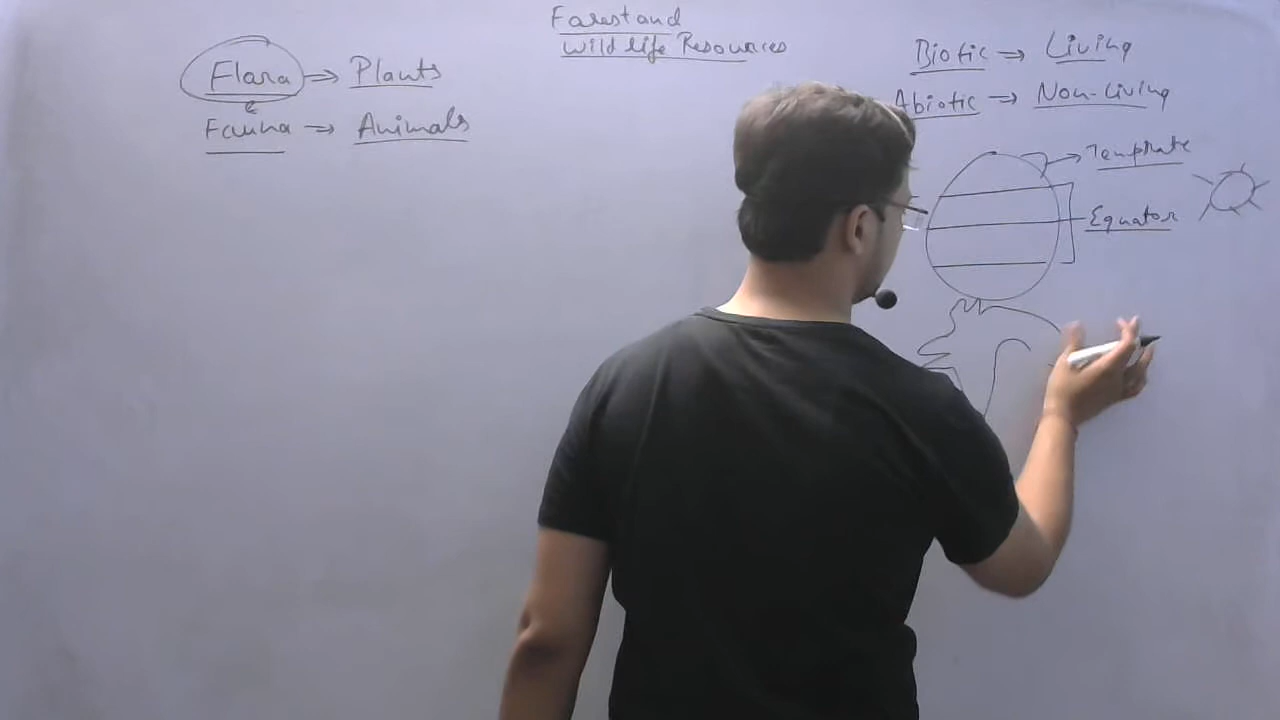 Forest and
Wild life Resources
Flora → Plants
Fauna → Animals
Biotic → Living
Abiotic → Non-Living
Temprate
Equator